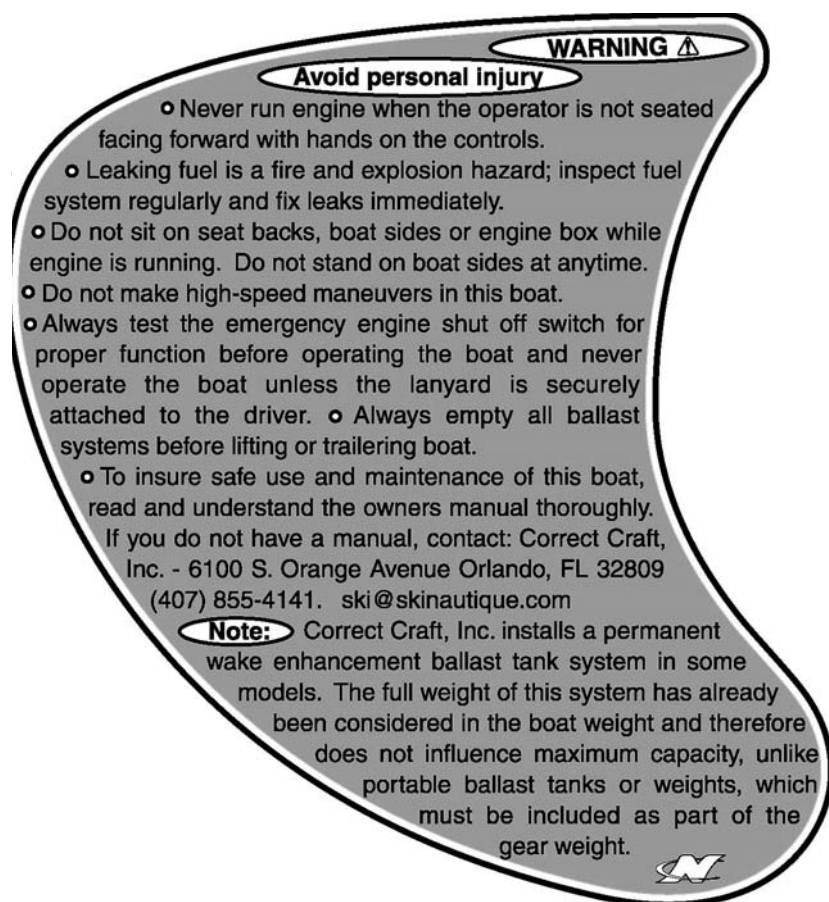 WARNING ⚠
Avoid personal injury
Never run engine when the operator is not seated
facing forward with hands on the controls.
Leaking fuel is a fire and explosion hazard; inspect fuel
system regularly and fix leaks immediately.
Do not sit on seat backs, boat sides or engine box while
engine is running. Do not stand on boat sides at anytime.
Do not make high-speed maneuvers in this boat.
Always test the emergency engine shut off switch for
proper function before operating the boat and never
operate the boat unless the lanyard is securely
attached to the driver. Always empty all ballast
systems before lifting or trailering boat.
To insure safe use and maintenance of this boat,
read and understand the owners manual thoroughly.
If you do not have a manual, contact: Correct Craft,
Inc. - 6100 S. Orange Avenue Orlando, FL 32809
(407) 855-4141. ski@skinautique.com
Note: Correct Craft, Inc. installs a permanent
wake enhancement ballast tank system in some
models. The full weight of this system has already
been considered in the boat weight and therefore
does not influence maximum capacity, unlike
portable ballast tanks or weights, which
must be included as part of the
gear weight.
N